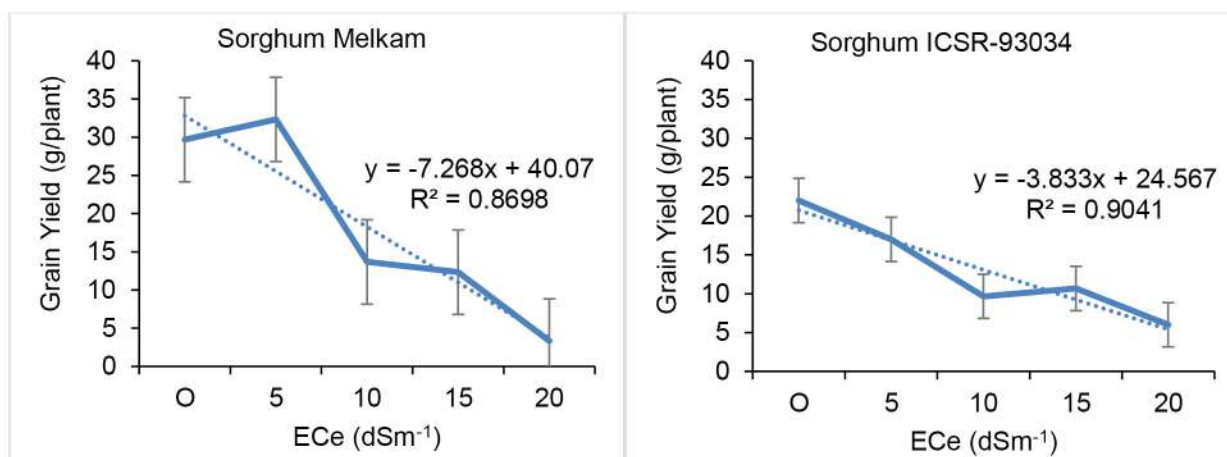 Sorghum Melkam
40
35
30
25
20
15
10
5
0
Grain Yield (g/plant)
y = -7.268x + 40.07
R² = 0.8698
O 5 10 15 20
ECe (dSm⁻¹)
Sorghum ICSR-93034
40
35
30
25
20
15
10
5
0
Grain Yield (g/plant)
y = -3.833x + 24.567
R² = 0.9041
O 5 10 15 20
ECe (dSm⁻¹)